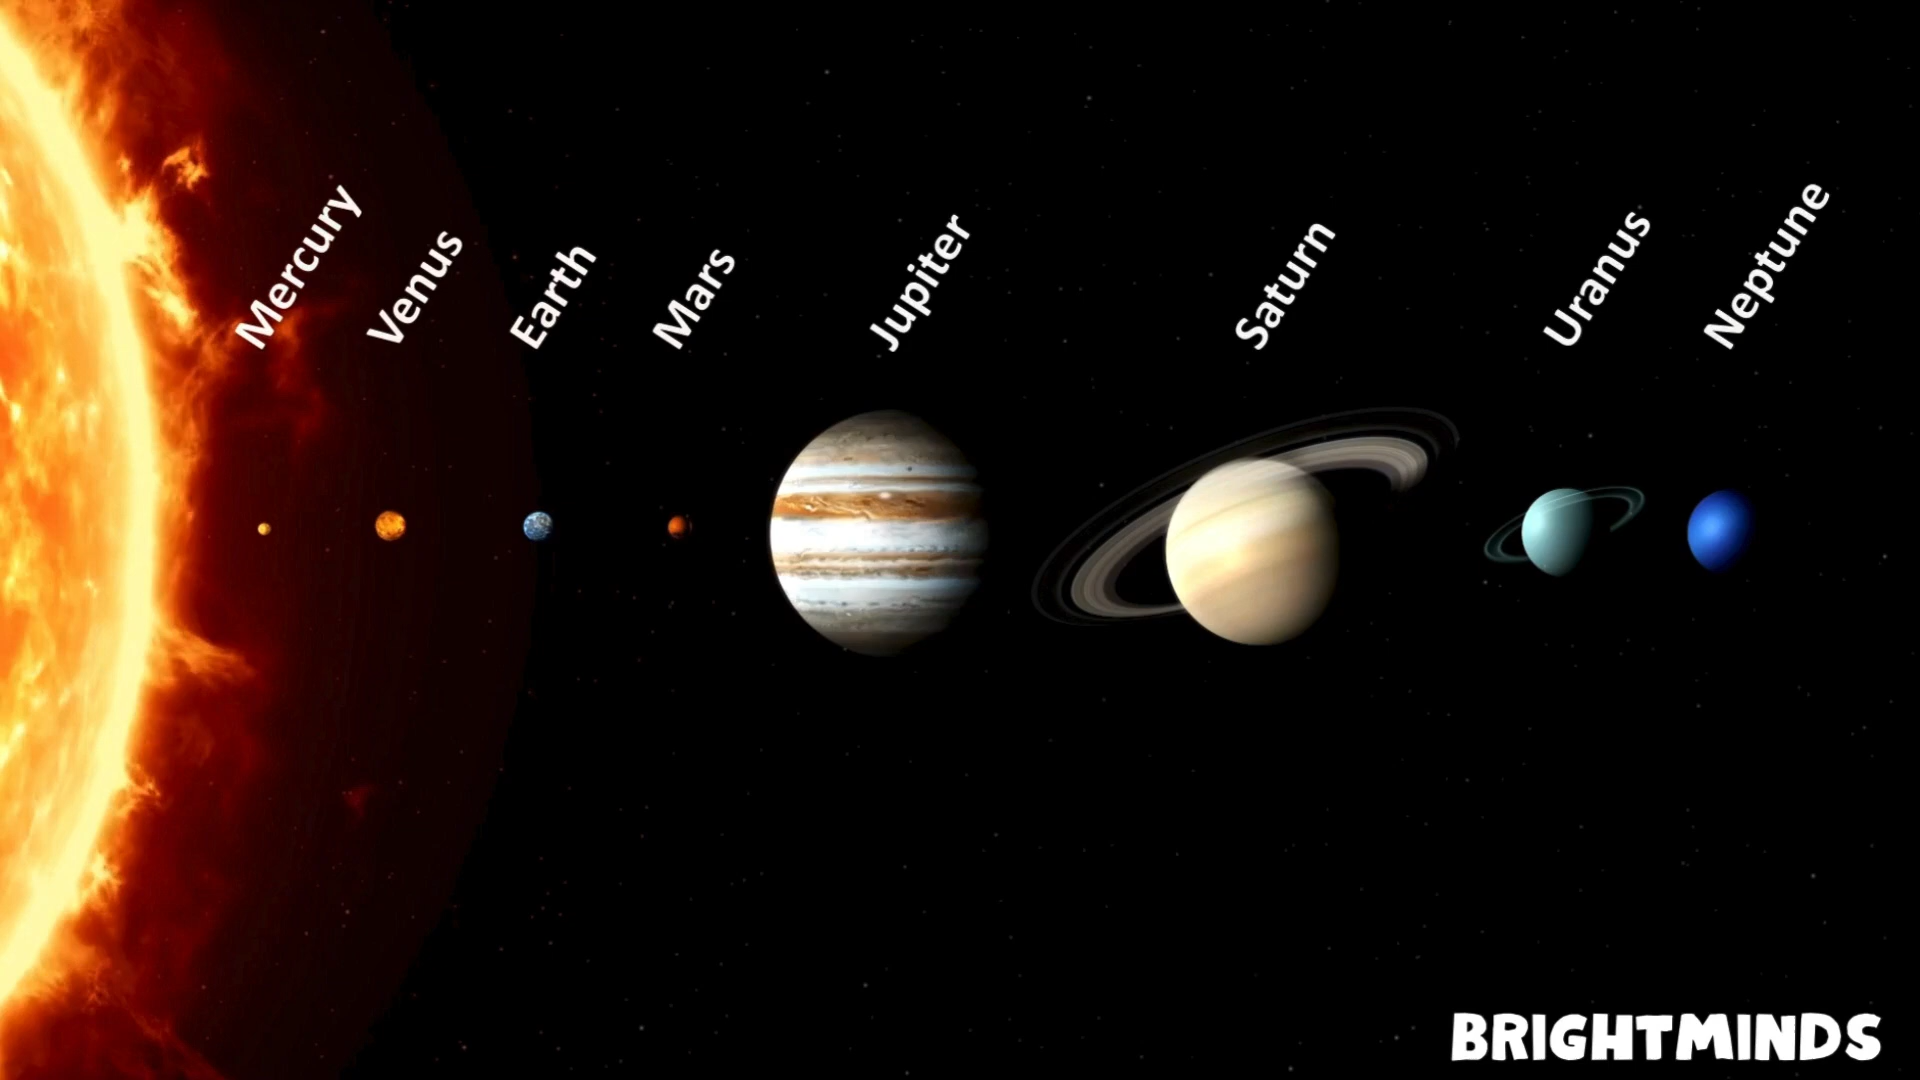 Mercury
Venus
Earth
Mars
Jupiter
Saturn
Uranus
Neptune
BRIGHTMINDS